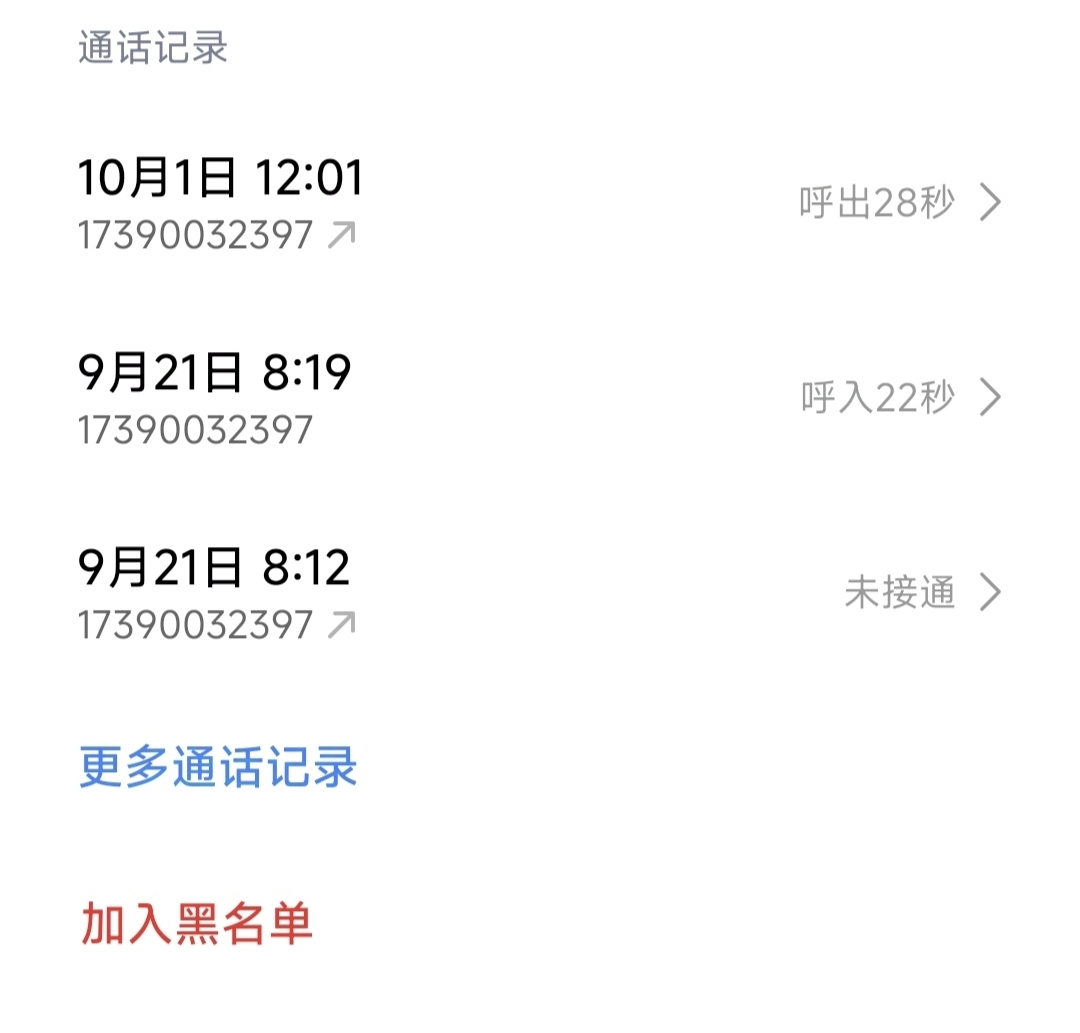 通话记录
10月1日 12:01
呼出28秒
17390032397
9月21日 8:19
呼入22秒
17390032397
9月21日 8:12
未接通
17390032397
更多通话记录
加入黑名单